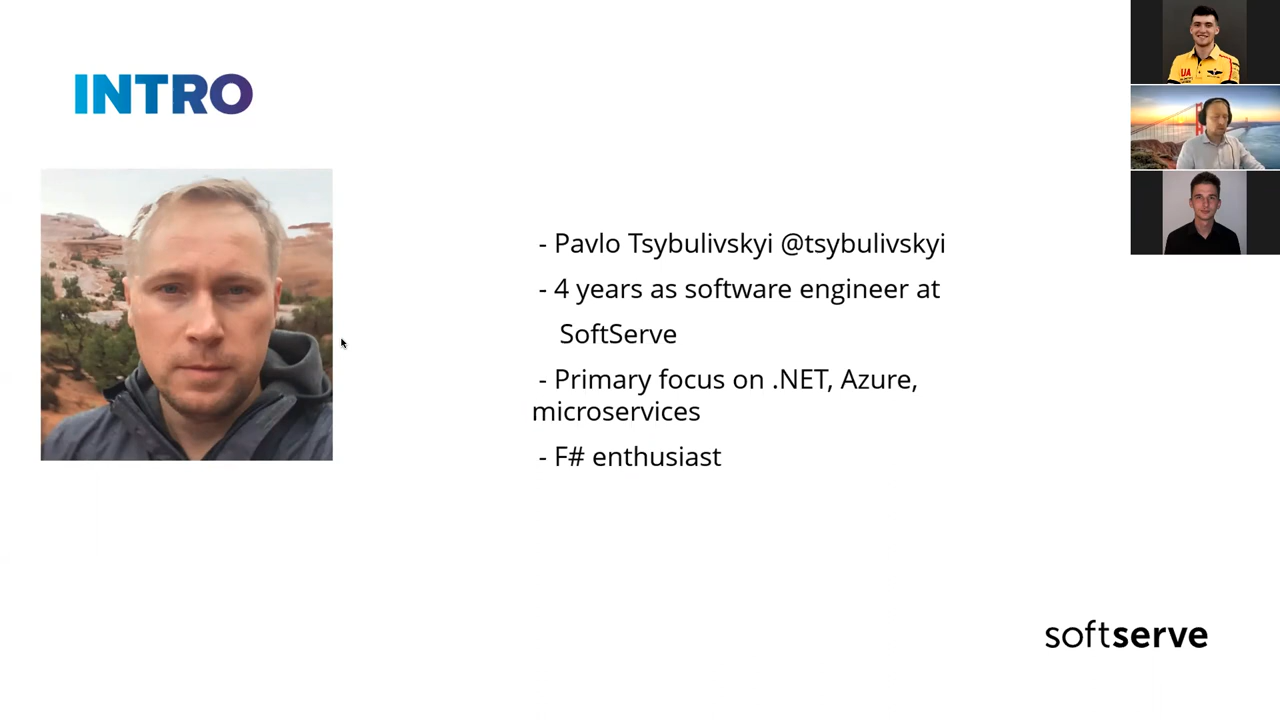 INTRO
- Pavlo Tsybulivskyi @tsybulivskyi
- 4 years as software engineer at
SoftServe
- Primary focus on .NET, Azure,
microservices
- F# enthusiast
UA
softserve